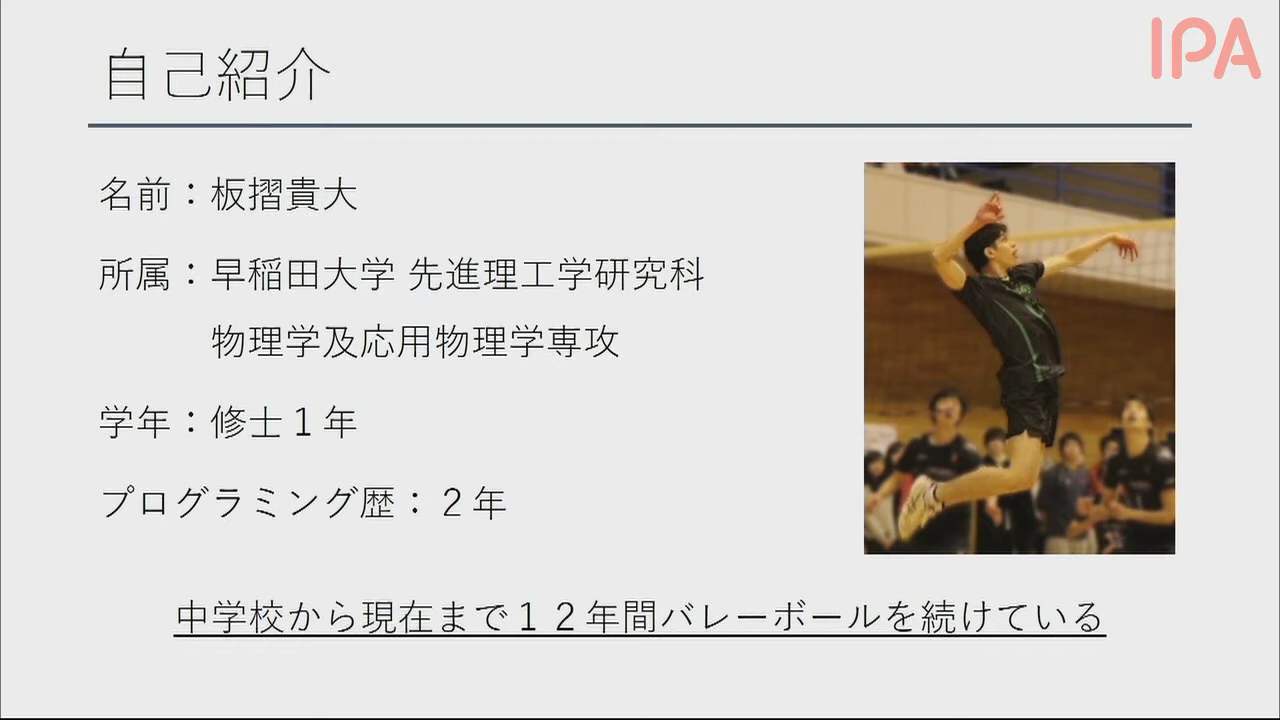 自己紹介
IPA
名前：板摺貴大
所属：早稲田大学 先進理工学研究科
物理学及応用物理学専攻
学年：修士１年
プログラミング歴：２年
中学校から現在まで１２年間バレーボールを続けている